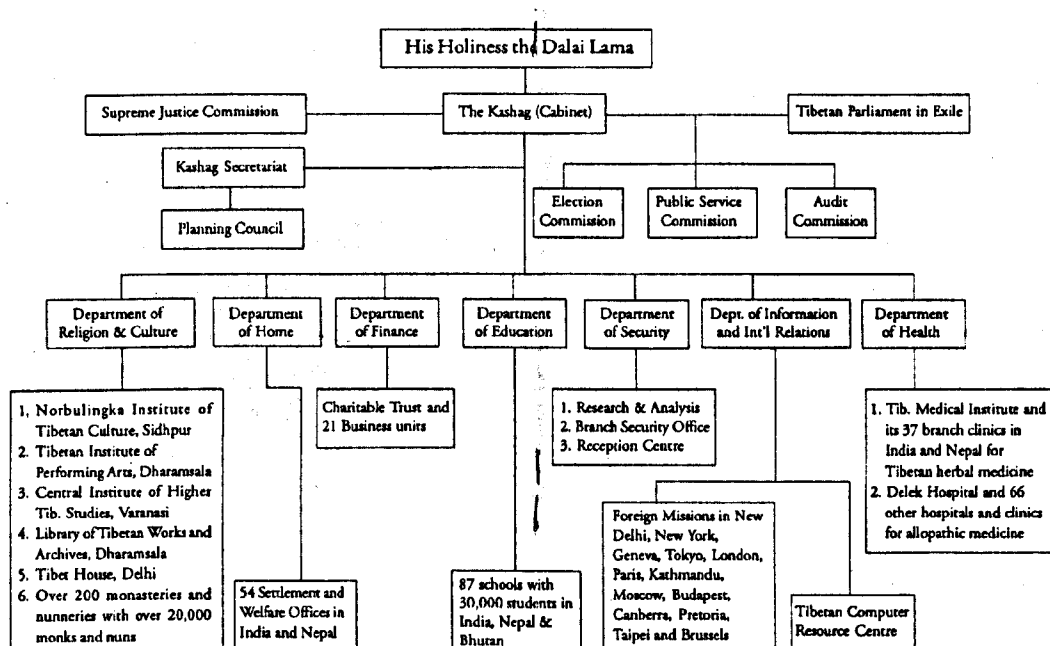 His Holiness the Dalai Lama
Supreme Justice Commission
The Kashag (Cabinet)
Tibetan Parliament in Exile
Kashag Secretariat
Planning Council
Election
Commission
Public Service
Commission
Audit
Commission
Department of
Religion & Culture
Department
of Home
Department
of Finance
Department
of Education
Department
of Security
Dept. of Information
and Int'l Relations
Department
of Health
1, Norbulingka Institute of
Tibetan Culture, Sidhpur
2. Tibetan Institute of
Performing Arts, Dharamsala
3. Central Institute of Higher
Tib. Studies, Varanasi
4. Library of Tibetan Works and
Archives, Dharamsala
5. Tibet House, Delhi
6. Over 200 monasteries and
nunneries with over 20,000
monks and nuns
54 Settlement and
Welfare Offices in
India and Nepal
Charitable Trust and
21 Business units
87 schools with
30,000 students in
India, Nepal &
Bhutan
1. Research & Analysis
2. Branch Security Office
3. Reception Centre
Foreign Missions in New
Delhi, New York,
Geneva, Tokyo, London,
Paris, Kathmandu,
Moscow, Budapest,
Canberra, Pretoria,
Taipei and Brussels
Tibetan Computer
Resource Centre
1. Tib. Medical Institute and
its 37 branch clinics in
India and Nepal for
Tibetan herbal medicine
2. Delek Hospital and 66
other hospitals and clinics
for allopathic medicine